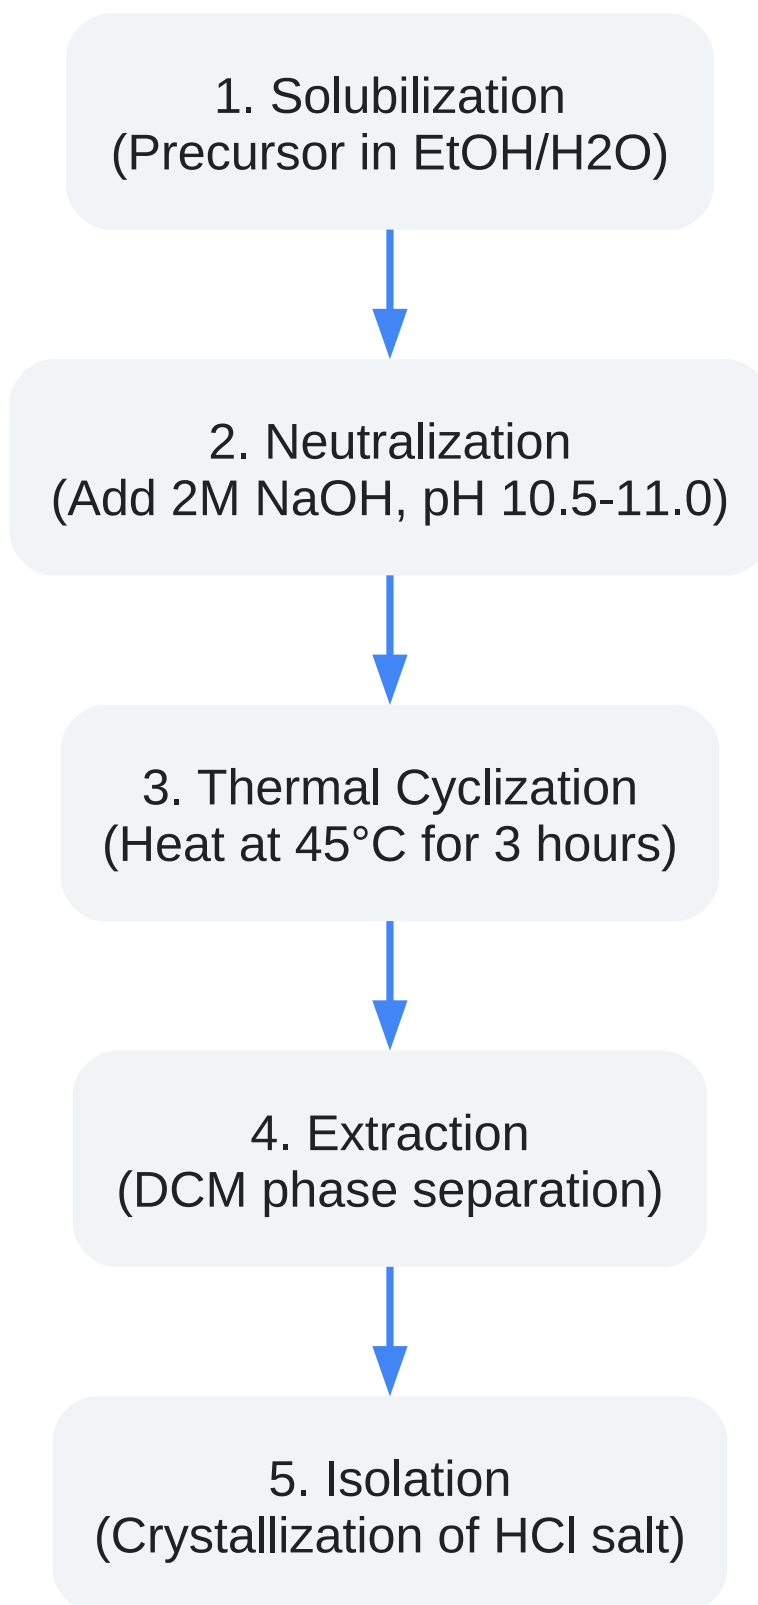 1. Solubilization
(Precursor in EtOH/H2O)
2. Neutralization
(Add 2M NaOH, pH 10.5-11.0)
3. Thermal Cyclization
(Heat at 45°C for 3 hours)
4. Extraction
(DCM phase separation)
5. Isolation
(Crystallization of HCl salt)